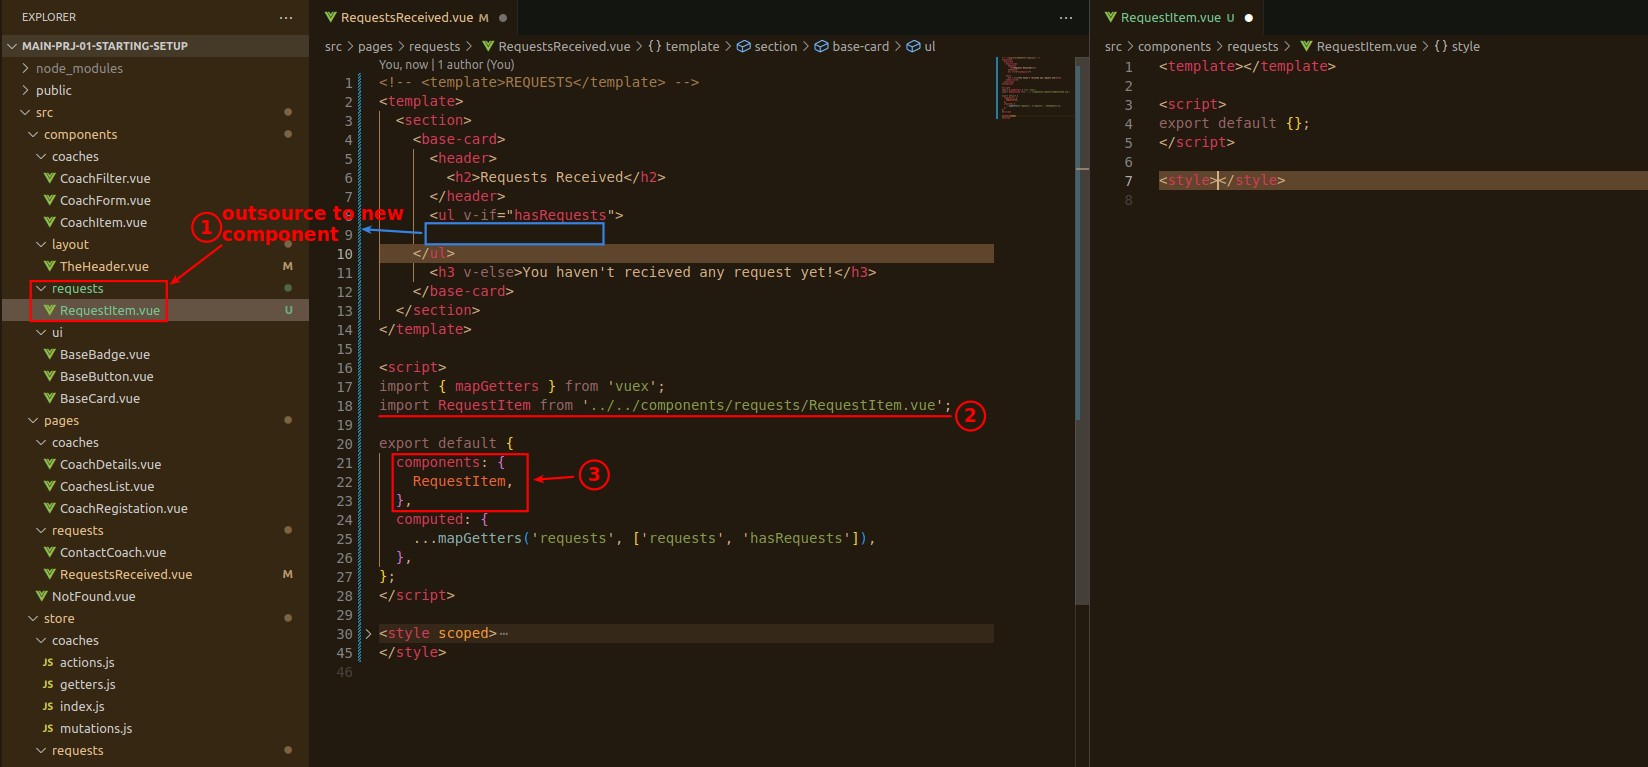 EXPLORER
MAIN-PRJ-01-STARTING-SETUP
node_modules
public
src
components
coaches
CoachFilter.vue
CoachForm.vue
CoachItem.vue
layout
TheHeader.vue M
requests
RequestItem.vue U
ui
BaseBadge.vue
BaseButton.vue
BaseCard.vue
pages
coaches
CoachDetails.vue
CoachesList.vue
CoachRegistation.vue
requests
ContactCoach.vue
RequestsReceived.vue M
NotFound.vue
store
coaches
JS actions.js
JS getters.js
JS index.js
JS mutations.js
requests
1 outsource to new
component
RequestsReceived.vue M
src > pages > requests > RequestsReceived.vue > {} template > section > base-card > ul
You, now | 1 author (You)
1 <!-- <template>REQUESTS</template> -->
2 <template>
3 <section>
4 <base-card>
5 <header>
6 <h2>Requests Received</h2>
7 </header>
8 <ul v-if="hasRequests">
9
10 </ul>
11 <h3 v-else>You haven't recieved any request yet!</h3>
12 </base-card>
13 </section>
14 </template>
15
16 <script>
17 import { mapGetters } from 'vuex';
18 import RequestItem from '../../components/requests/RequestItem.vue'; 2
19
20 export default {
21 components: {
22 RequestItem, 3
23 },
24 computed: {
25 ...mapGetters('requests', ['requests', 'hasRequests']),
26 },
27 };
28 </script>
29
30 <style scoped>⋯
45 </style>
46
RequestItem.vue U
src > components > requests > RequestItem.vue > {} style
1 <template></template>
2
3 <script>
4 export default {};
5 </script>
6
7 <style></style>
8